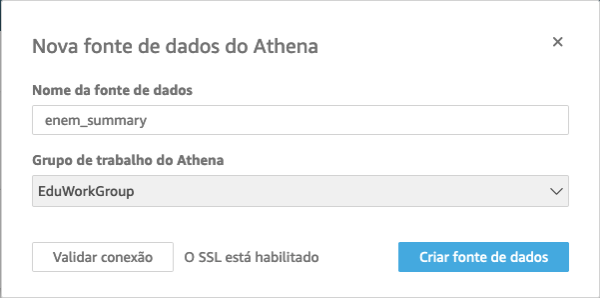 Nova fonte de dados do Athena
Nome da fonte de dados
enem_summary
Grupo de trabalho do Athena
EduWorkGroup
Validar conexão O SSL está habilitado Criar fonte de dados